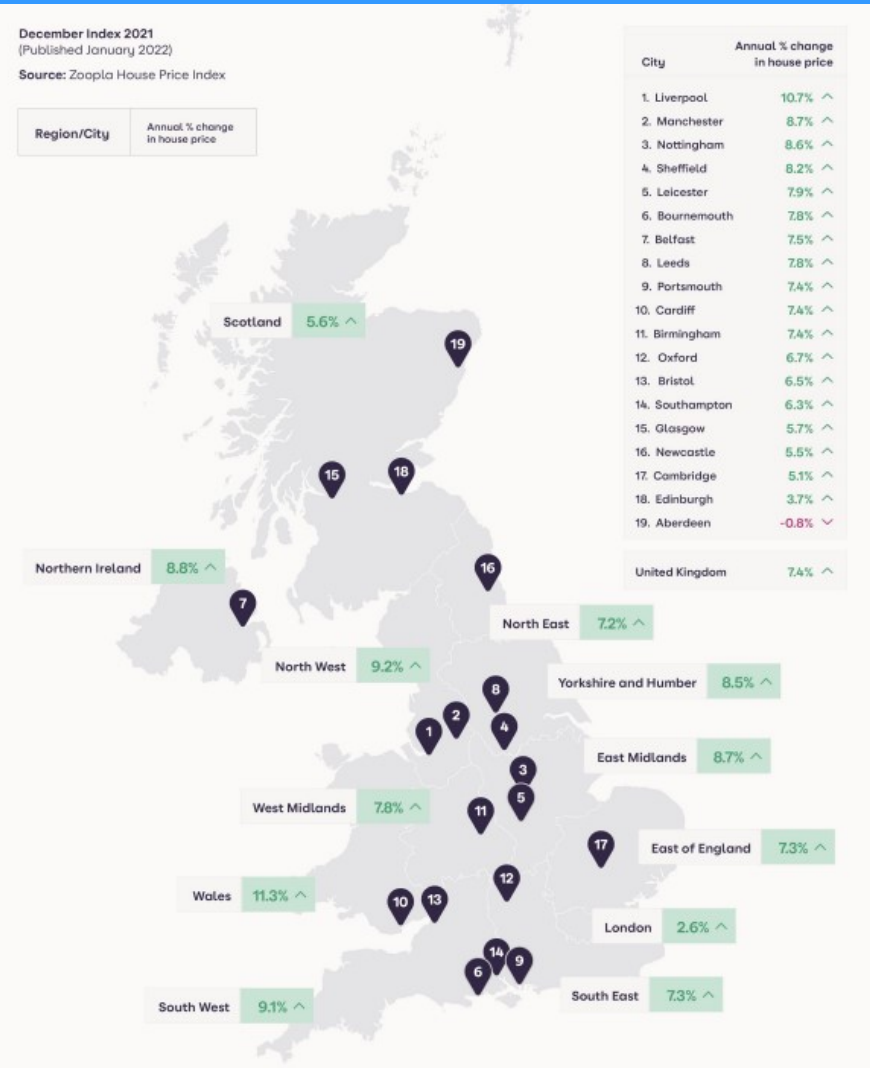 December Index 2021
(Published January 2022)
Source: Zoopla House Price Index
Region/City
Annual % change
in house price
City
Annual % change
in house price
1. Liverpool 10.7%
2. Manchester 8.7%
3. Nottingham 8.6%
4. Sheffield 8.2%
5. Leicester 7.9%
6. Bournemouth 7.8%
7. Belfast 7.5%
8. Leeds 7.8%
9. Portsmouth 7.4%
10. Cardiff 7.4%
11. Birmingham 7.4%
12. Oxford 6.7%
13. Bristol 6.5%
14. Southampton 6.3%
15. Glasgow 5.7%
16. Newcastle 5.5%
17. Cambridge 5.1%
18. Edinburgh 3.7%
19. Aberdeen -0.8%
United Kingdom 7.4%
Scotland 5.6%
19
15
18
Northern Ireland 8.8%
16
7
North East 7.2%
North West 9.2%
Yorkshire and Humber 8.5%
8
2
1
4
East Midlands 8.7%
3
5
West Midlands 7.8%
11
17
East of England 7.3%
12
Wales 11.3%
10
13
London 2.6%
14
9
6
South East 7.3%
South West 9.1%